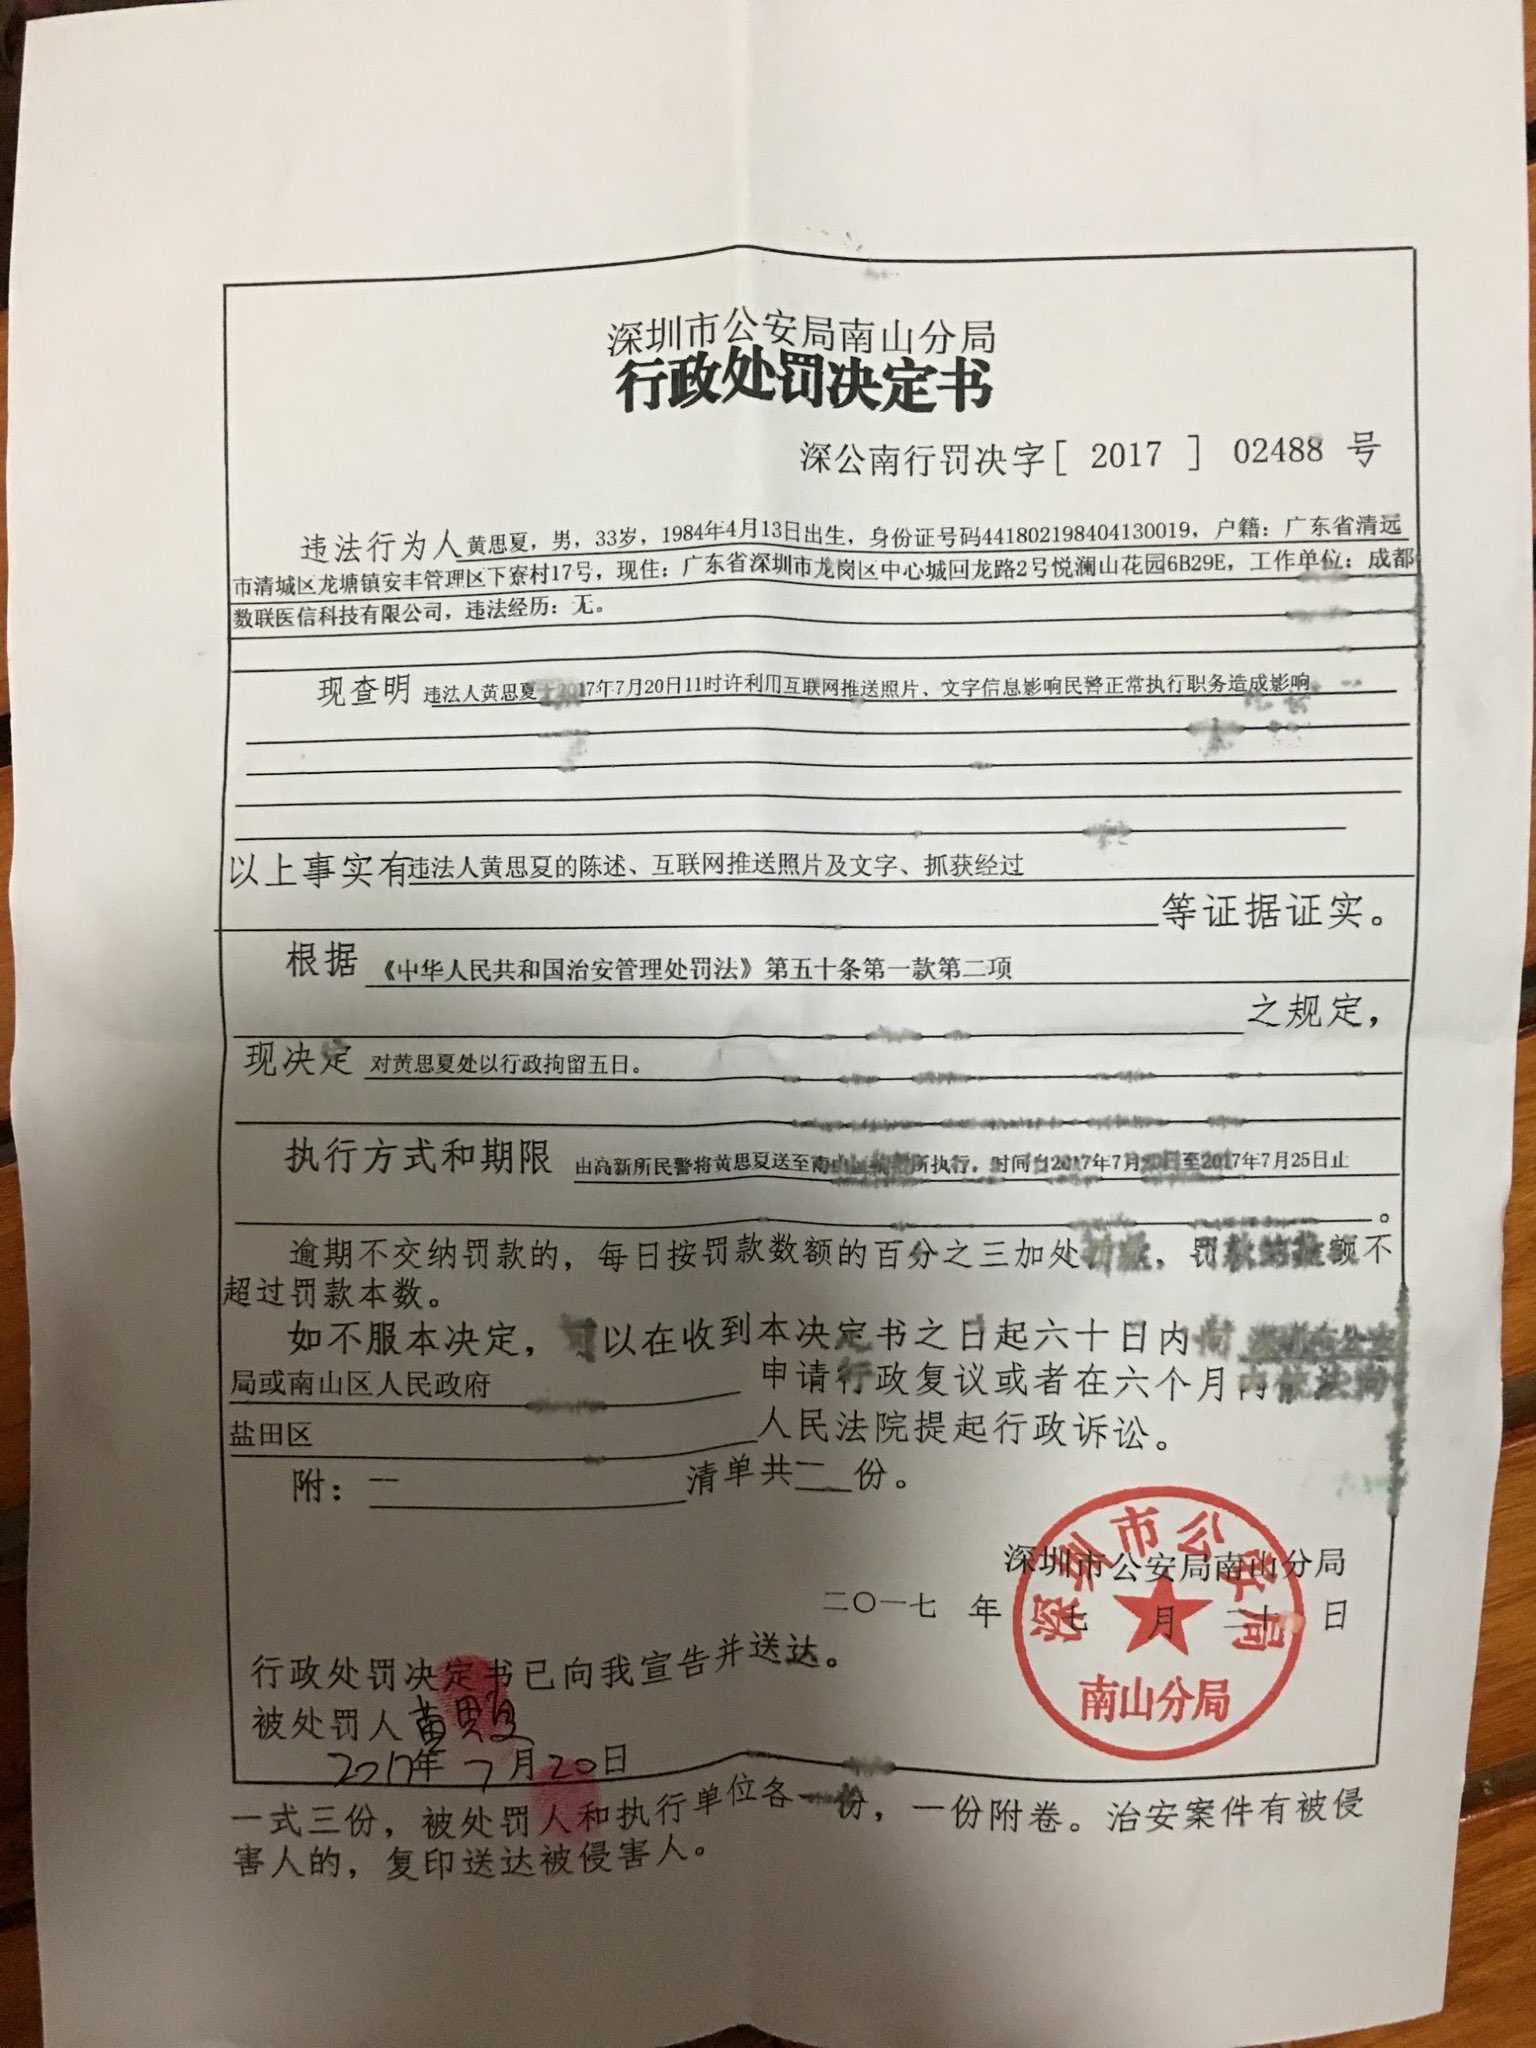 深圳市公安局南山分局
行政处罚决定书
深公南行罚决字[ 2017 ] 02488 号
违法行为人黄思夏，男，33岁，1984年4月13日出生，身份证号码441802198404130019，户籍：广东省清远
市清城区龙塘镇安丰管理区下寮村17号，现住：广东省深圳市龙岗区中心城回龙路2号悦澜山花园6B29E，工作单位：成都
数联医信科技有限公司，违法经历：无。
现查明 违法人黄思夏 2017年7月20日11时许利用互联网推送照片、文字信息影响民警正常执行职务造成影响
以上事实有违法人黄思夏的陈述、互联网推送照片及文字、抓获经过
等证据证实。
根据 《中华人民共和国治安管理处罚法》第五十条第一款第二项
之规定，
现决定 对黄思夏处以行政拘留五日。
执行方式和期限 由高新所民警将黄思夏送至南山 所执行，时间自2017年7月 日至2017年7月25日止
。
逾期不交纳罚款的，每日按罚款数额的百分之三加处 ，罚款 额不
超过罚款本数。
如不服本决定，可以在收到本决定书之日起六十日内
局或南山区人民政府 申请行政复议或者在六个月内
盐田区 人民法院提起行政诉讼。
附：一 清单共一 份。
深圳市公安局南山分局
二〇一七 年 七 月 二十 日
深圳市公安局
南山分局
行政处罚决定书已向我宣告并送达。
被处罚人 黄思夏
2017年 7月20日
一式三份，被处罚人和执行单位各一份，一份附卷。治安案件有被侵
害人的，复印送达被侵害人。